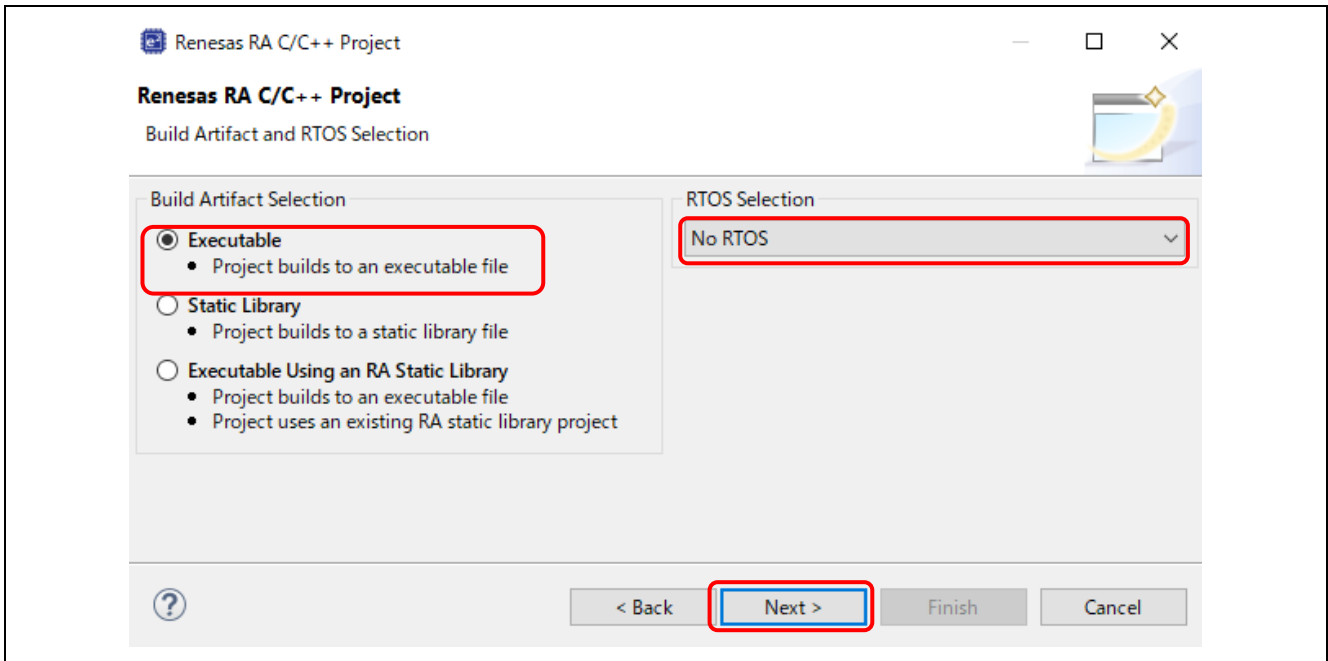 Renesas RA C/C++ Project
Renesas RA C/C++ Project
Build Artifact and RTOS Selection
Build Artifact Selection
Executable
• Project builds to an executable file
Static Library
• Project builds to a static library file
Executable Using an RA Static Library
• Project builds to an executable file
• Project uses an existing RA static library project
RTOS Selection
No RTOS
?
< Back
Next >
Finish
Cancel